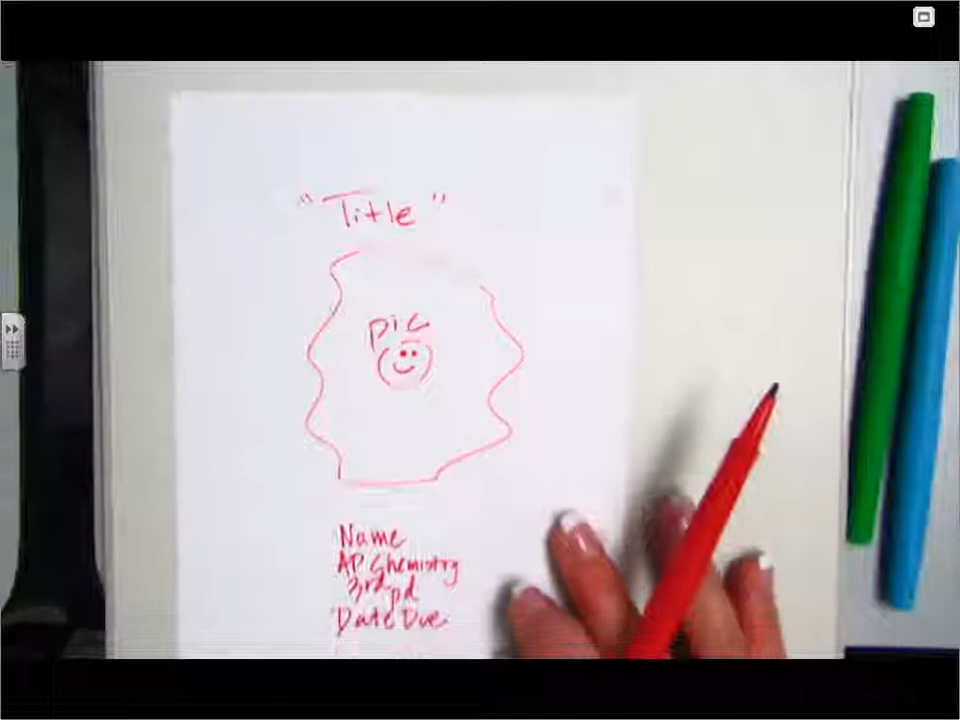 "Title"
pic
Name
AP Chemistry
3rd pd
Date Due